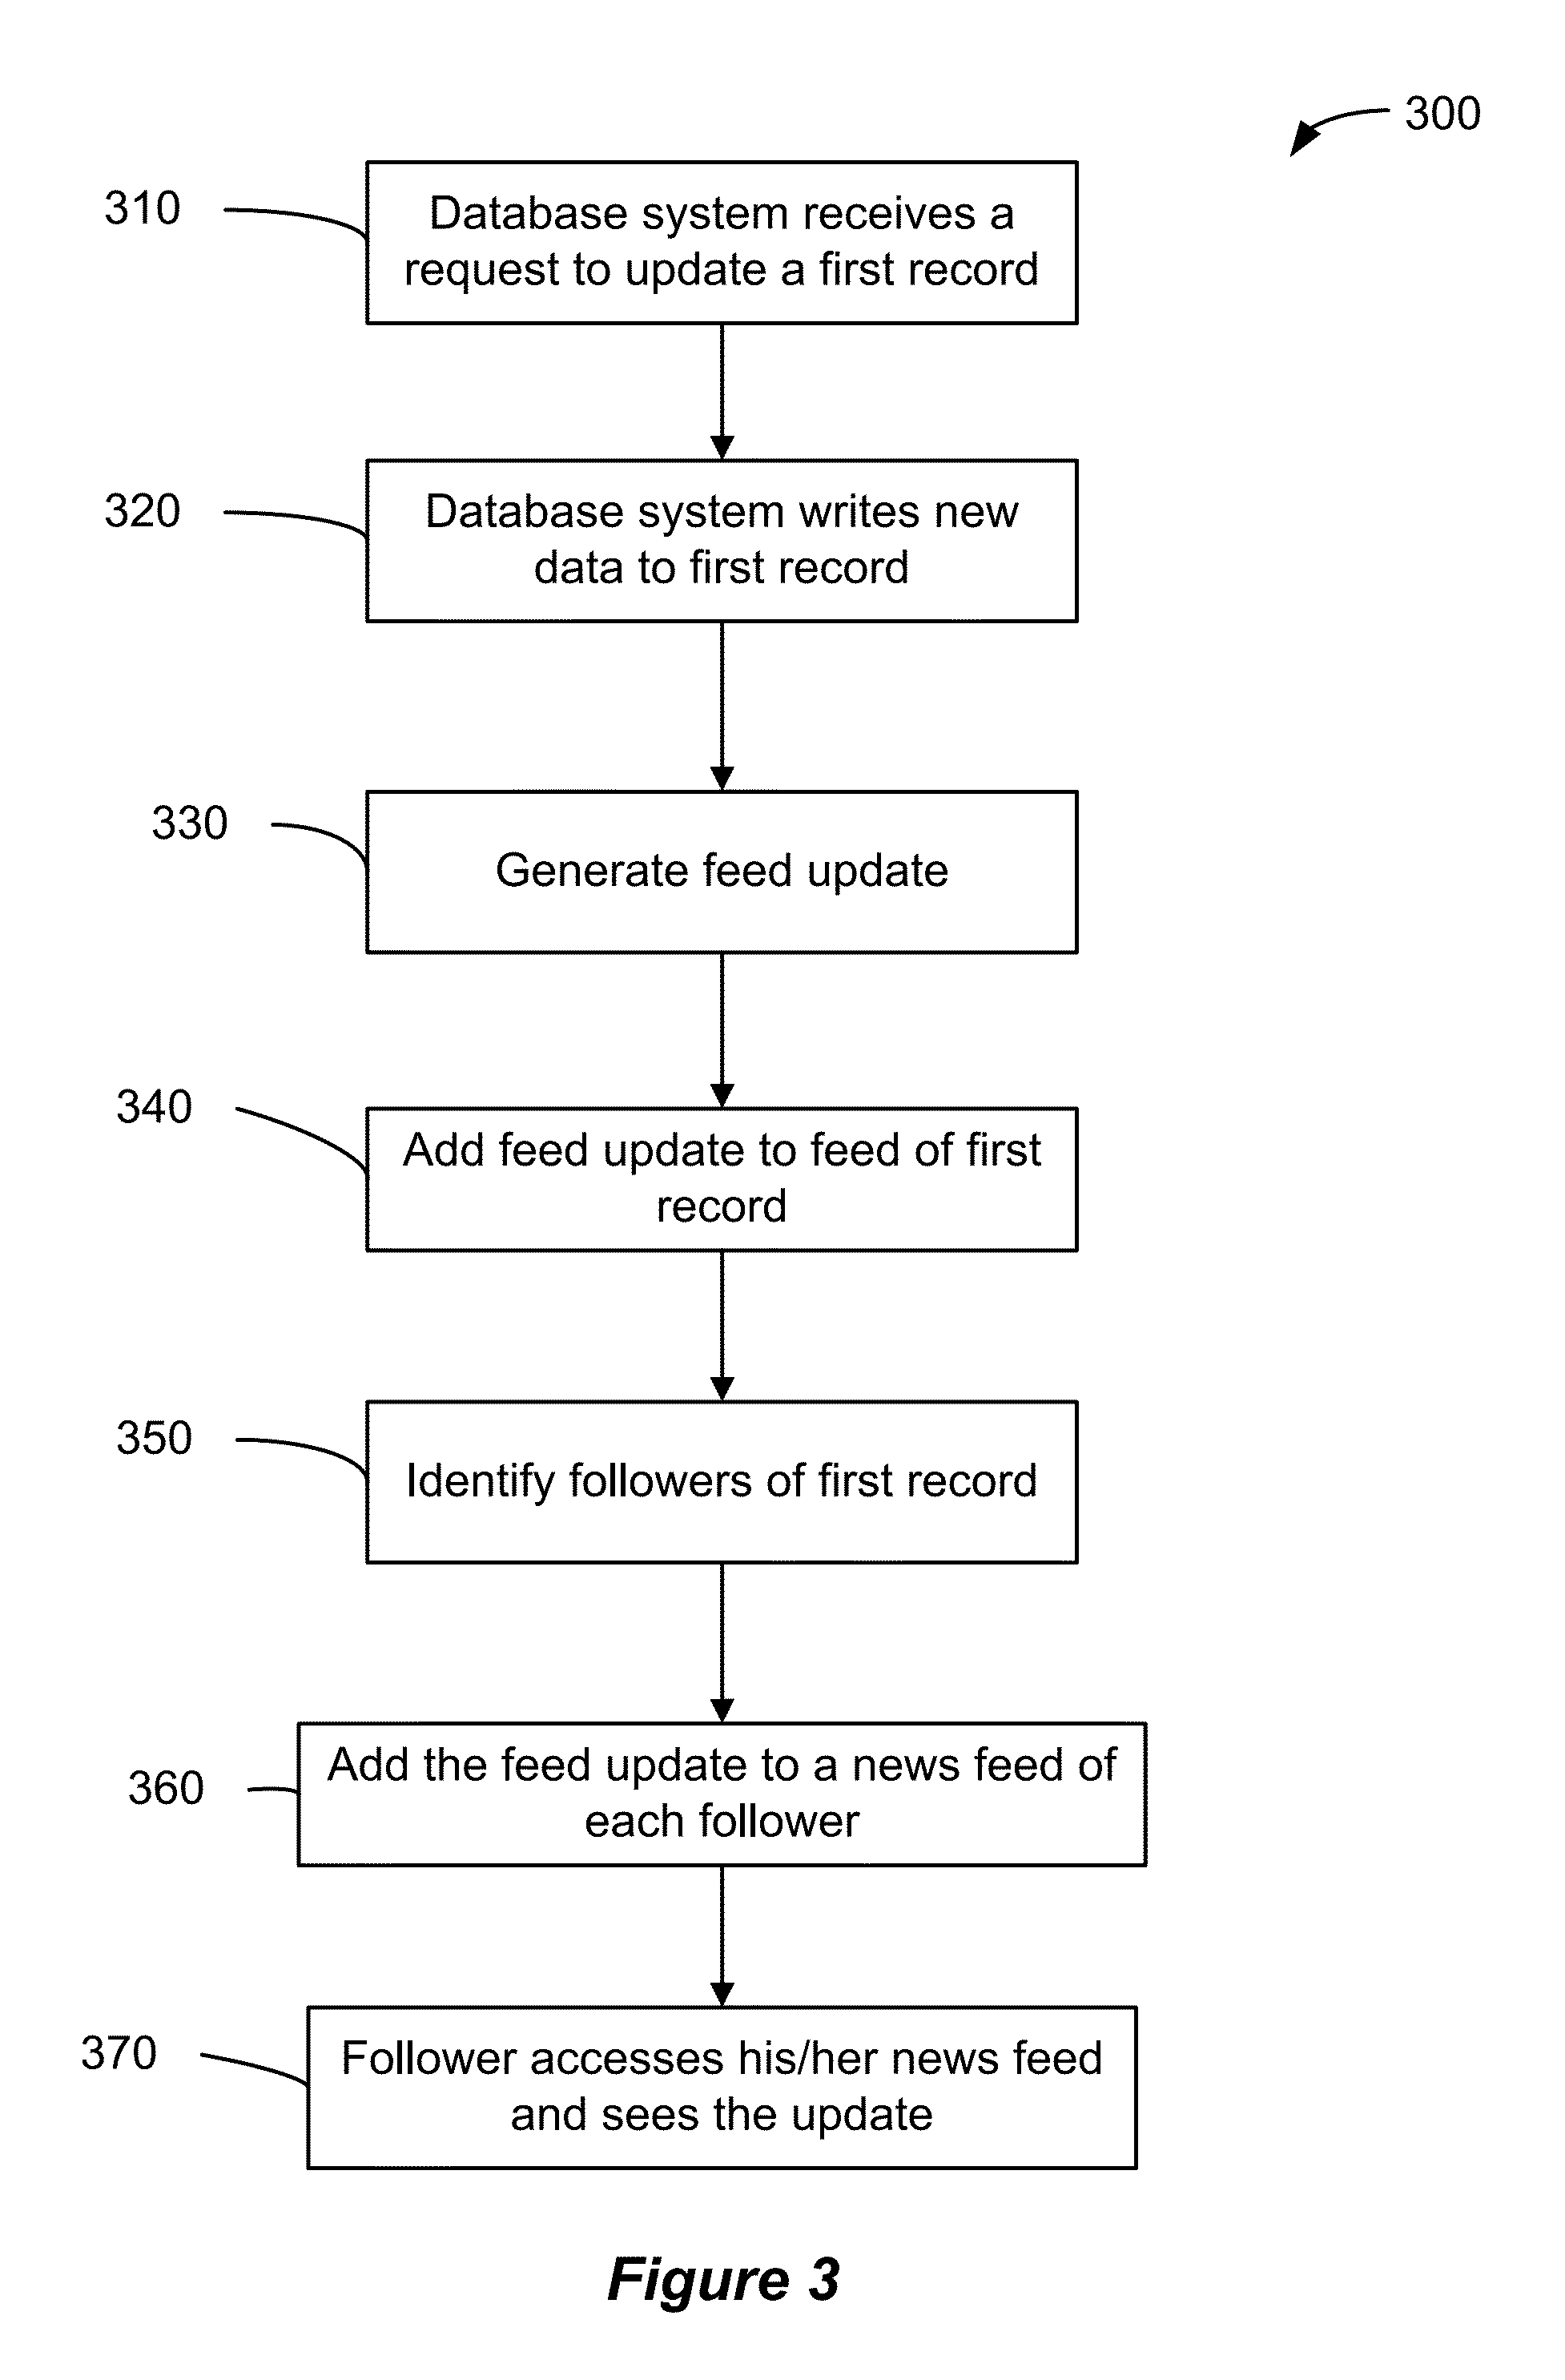 300
310
Database system receives a
request to update a first record
320
Database system writes new
data to first record
330
Generate feed update
340
Add feed update to feed of first
record
350
Identify followers of first record
360
Add the feed update to a news feed of
each follower
370
Follower accesses his/her news feed
and sees the update
Figure 3